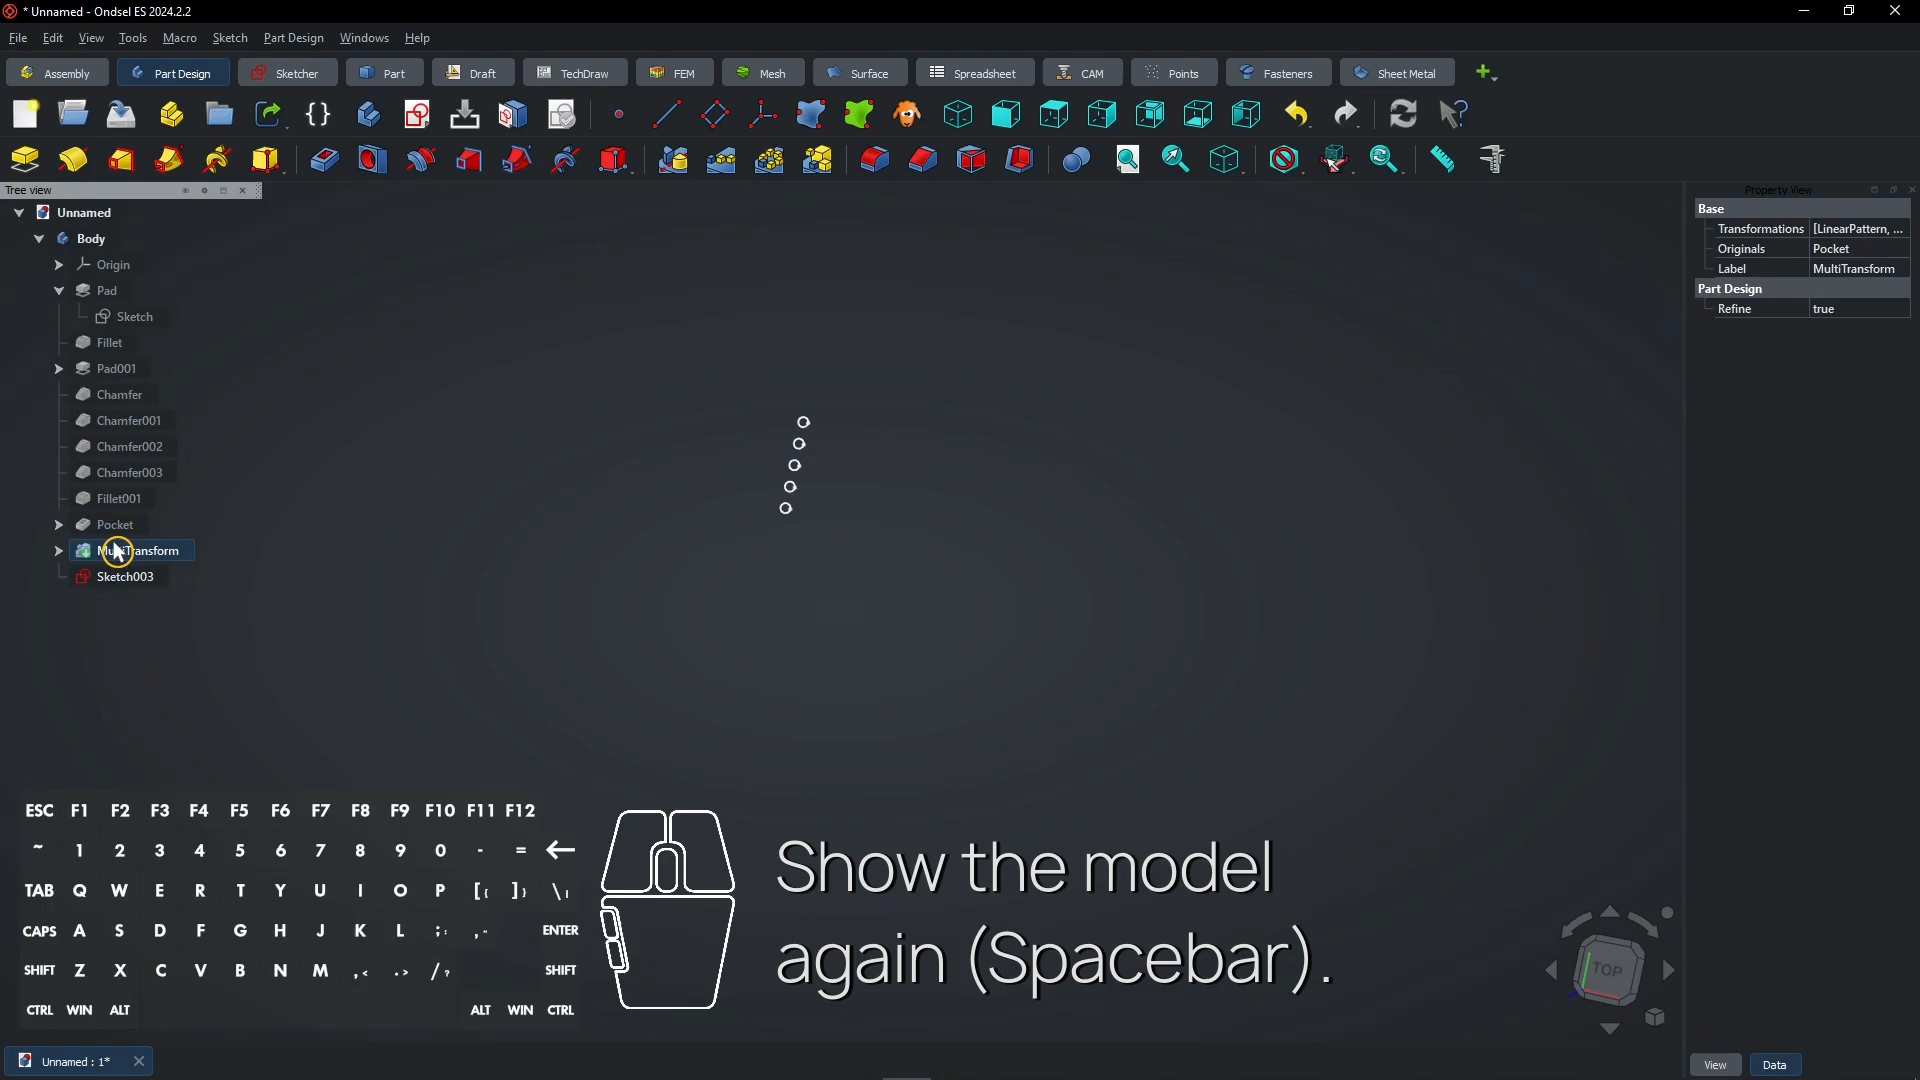 * Unnamed - Ondsel ES 2024.2.2
File Edit View Tools Macro Sketch Part Design Windows Help
Assembly Part Design Sketcher Part Draft TechDraw FEM Mesh Surface Spreadsheet CAM Points Fasteners Sheet Metal
Tree view
Unnamed
Body
Origin
Pad
Sketch
Fillet
Pad001
Chamfer
Chamfer001
Chamfer002
Chamfer003
Fillet001
Pocket
MultiTransform
Sketch003
Property View
Base
Transformations [LinearPattern, ...
Originals Pocket
Label MultiTransform
Part Design
Refine true
ESC F1 F2 F3 F4 F5 F6 F7 F8 F9 F10 F11 F12
~ 1 2 3 4 5 6 7 8 9 0 - = ←
TAB Q W E R T Y U I O P [{ ]} \|
CAPS A S D F G H J K L ;: ,“ ENTER
SHIFT Z X C V B N M ,< .> /? SHIFT
CTRL WIN ALT ALT WIN CTRL
Show the model
again (Spacebar).
TOP
Unnamed : 1*
View Data